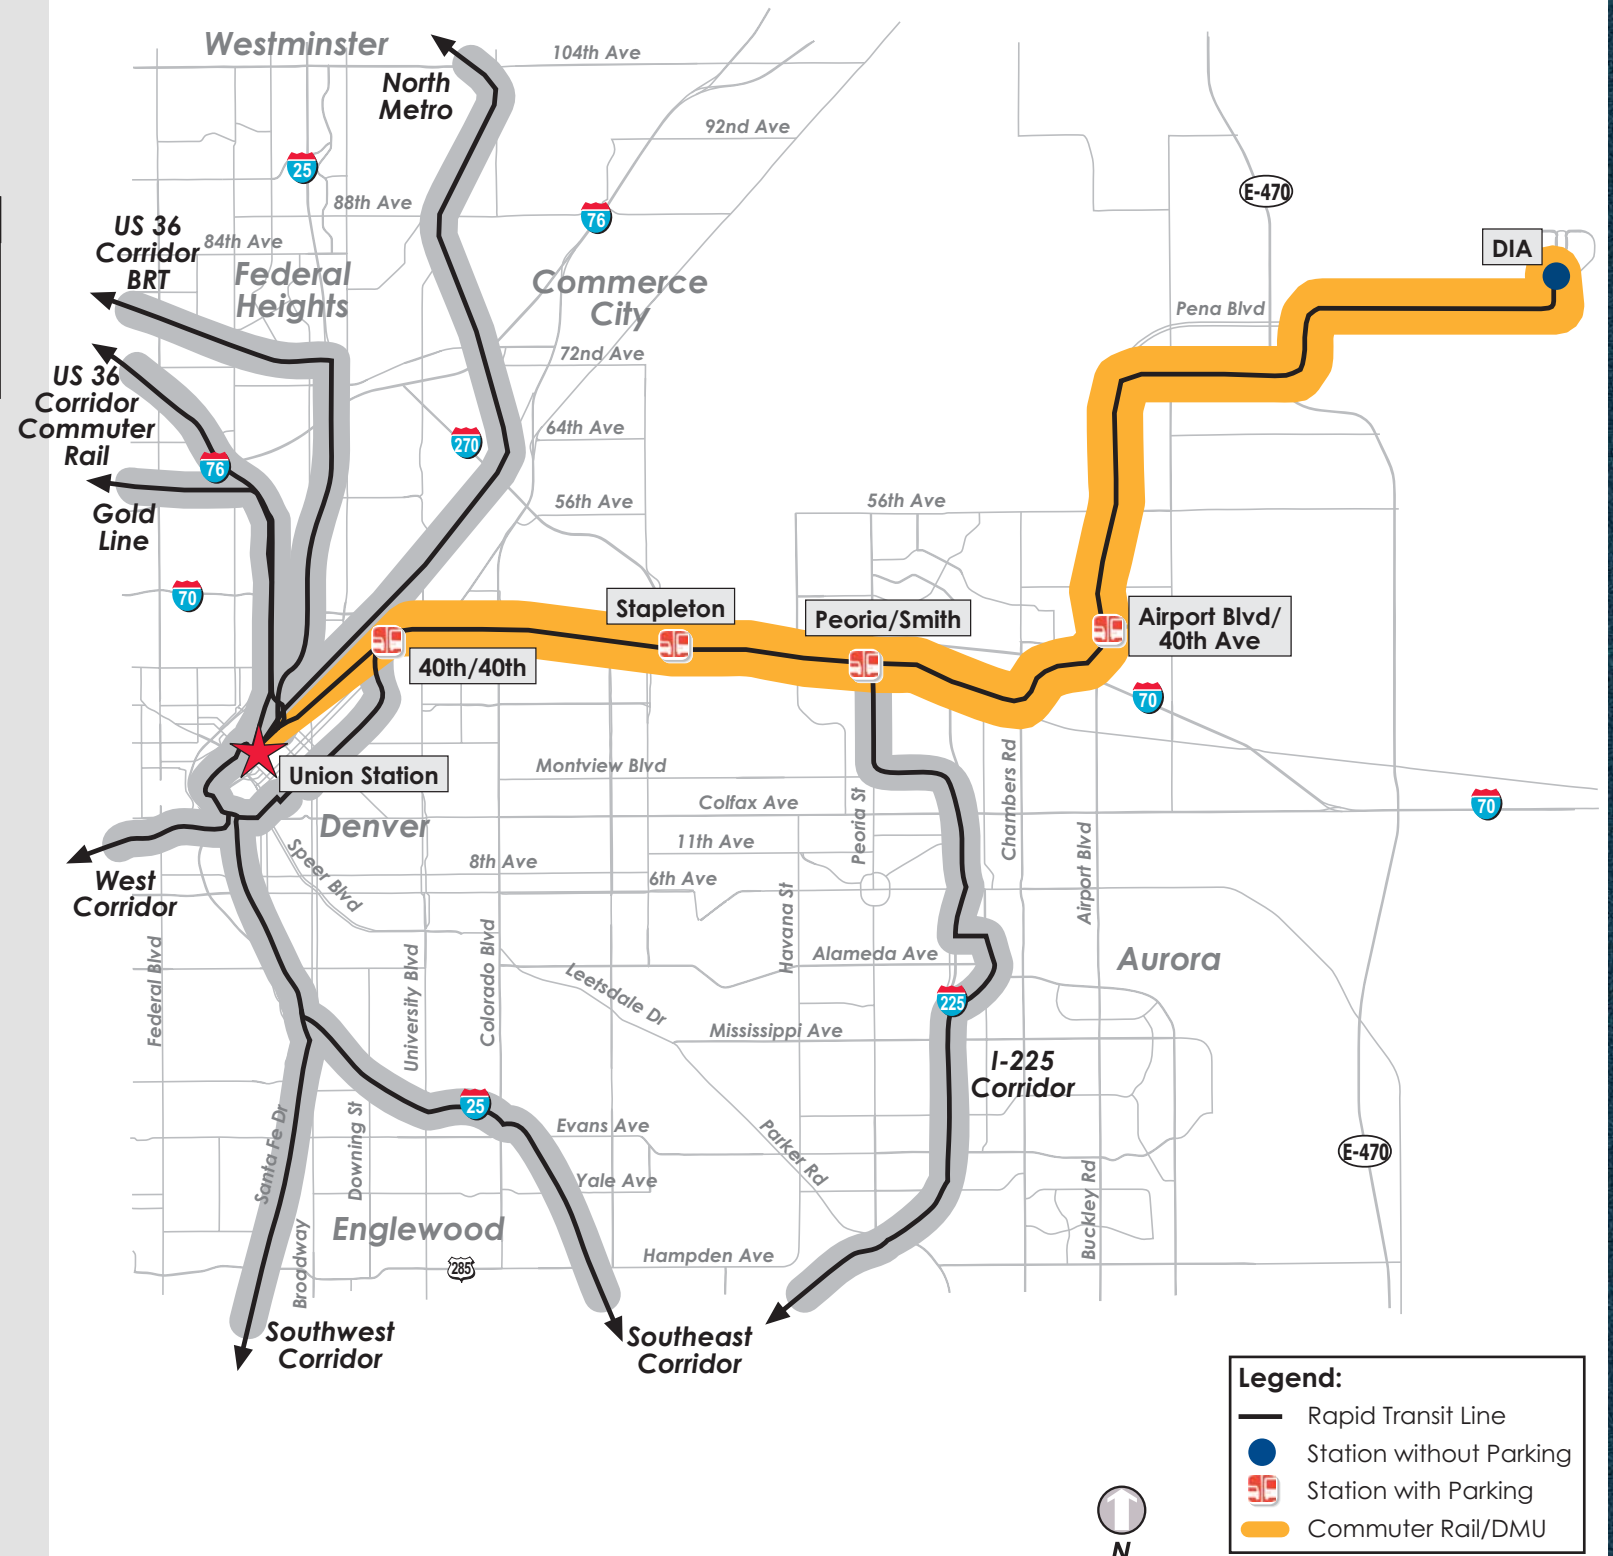 Westminster
104th Ave
North
Metro
92nd Ave
25
E-470
88th Ave
76
US 36
Corridor
BRT
84th Ave
DIA
Federal
Heights
Commerce
City
Pena Blvd
72nd Ave
US 36
Corridor
Commuter
Rail
64th Ave
270
76
56th Ave
56th Ave
Gold
Line
70
Stapleton
Peoria/Smith
Airport Blvd/
40th Ave
40th/40th
70
Union Station
Montview Blvd
Chambers Rd
Colfax Ave
70
Peoria St
Denver
11th Ave
Airport Blvd
Speer Blvd
8th Ave
6th Ave
West
Corridor
Havana St
Federal Blvd
University Blvd
Colorado Blvd
Alameda Ave
Aurora
Leetsdale Dr
225
Mississippi Ave
I-225
Corridor
25
Santa Fe Dr
Downing St
Evans Ave
Parker Rd
E-470
Yale Ave
Buckley Rd
Englewood
Broadway
285
Hampden Ave
Southwest
Corridor
Southeast
Corridor
Legend:
Rapid Transit Line
Station without Parking
Station with Parking
Commuter Rail/DMU
N